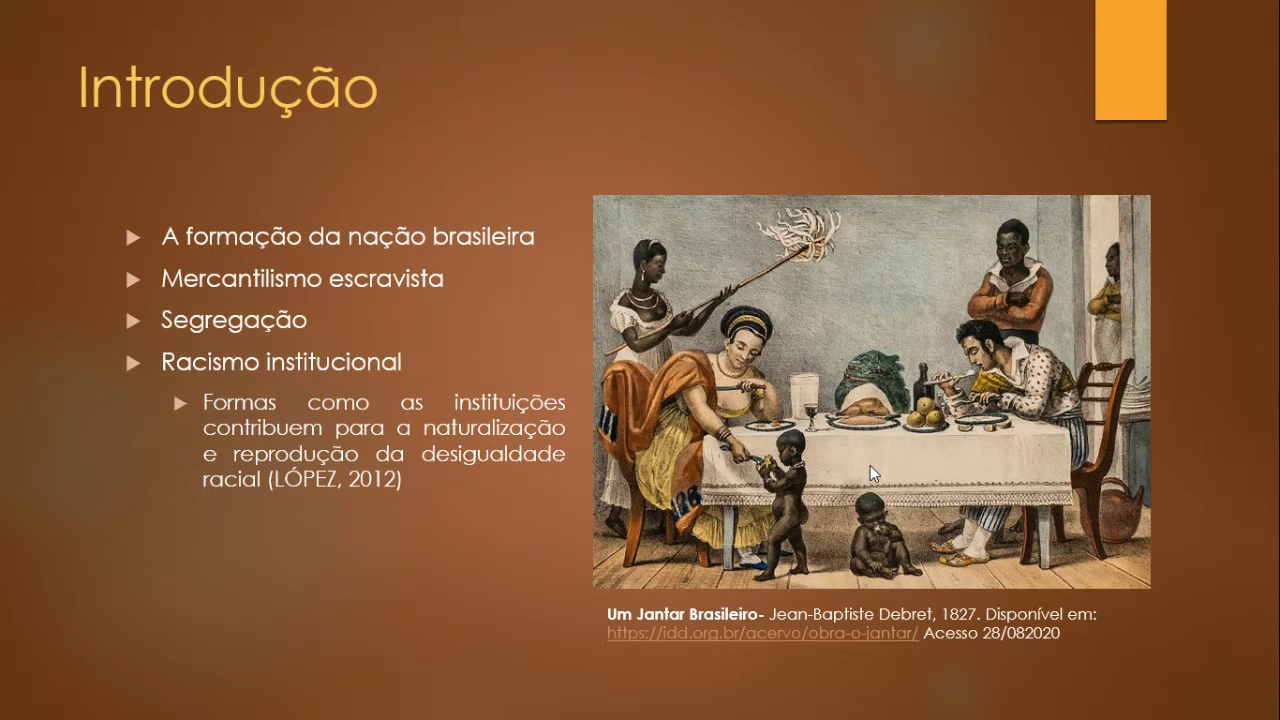 Introdução
A formação da nação brasileira
Mercantilismo escravista
Segregação
Racismo institucional
Formas como as instituições
contribuem para a naturalização
e reprodução da desigualdade
racial (LÓPEZ, 2012)
Um Jantar Brasileiro- Jean-Baptiste Debret, 1827. Disponível em:
https://idd.org.br/acervo/obra-o-jantar/ Acesso 28/082020